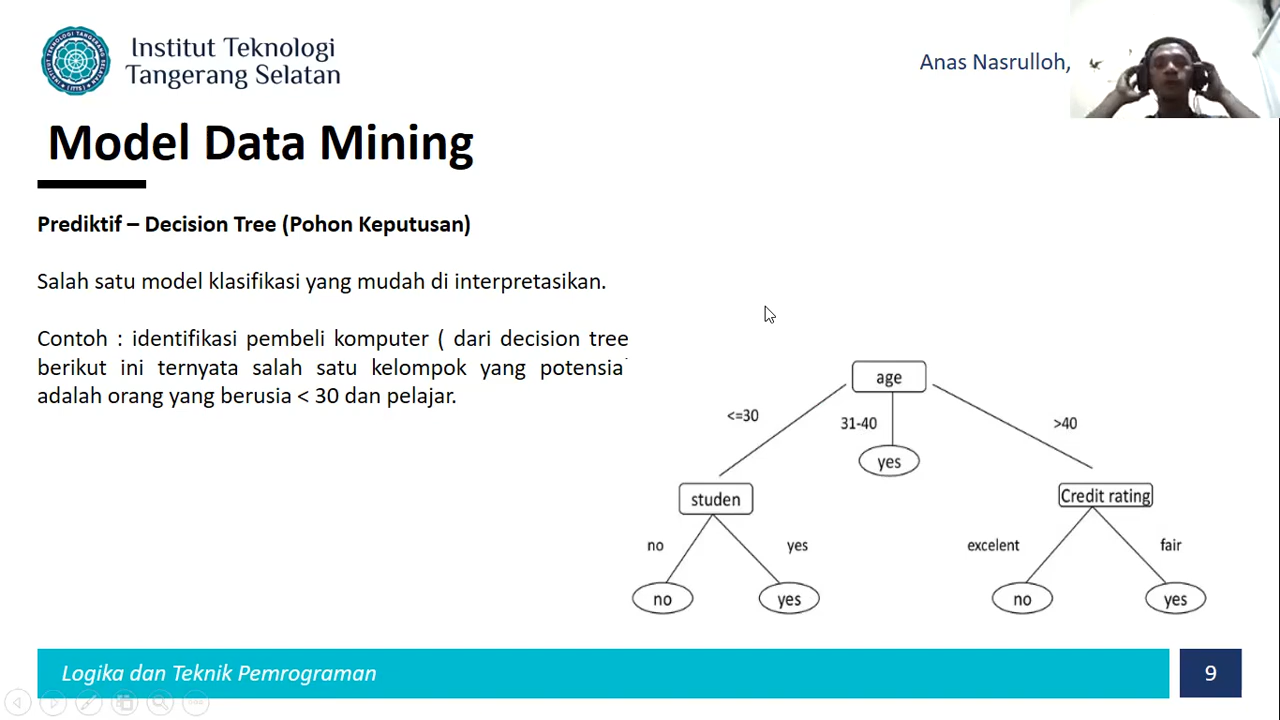 Institut Teknologi
Tangerang Selatan
Anas Nasrulloh,
Model Data Mining
Prediktif – Decision Tree (Pohon Keputusan)
Salah satu model klasifikasi yang mudah di interpretasikan.
Contoh : identifikasi pembeli komputer ( dari decision tree
berikut ini ternyata salah satu kelompok yang potensia
adalah orang yang berusia < 30 dan pelajar.
age
<=30
31-40
>40
yes
studen
Credit rating
no
yes
excelent
fair
no
yes
no
yes
Logika dan Teknik Pemrograman
9